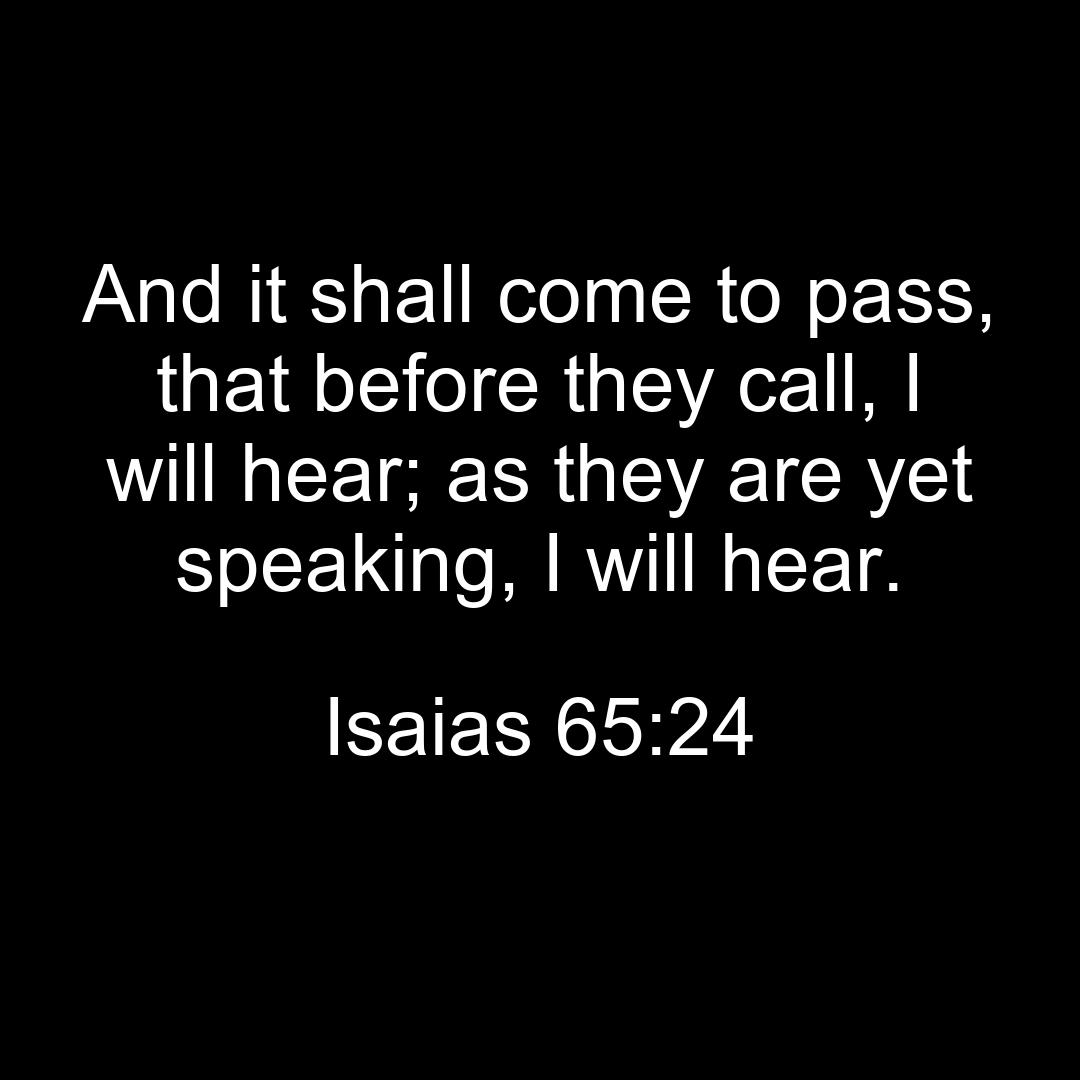 And it shall come to pass,
that before they call, I
will hear; as they are yet
speaking, I will hear.
Isaias 65:24